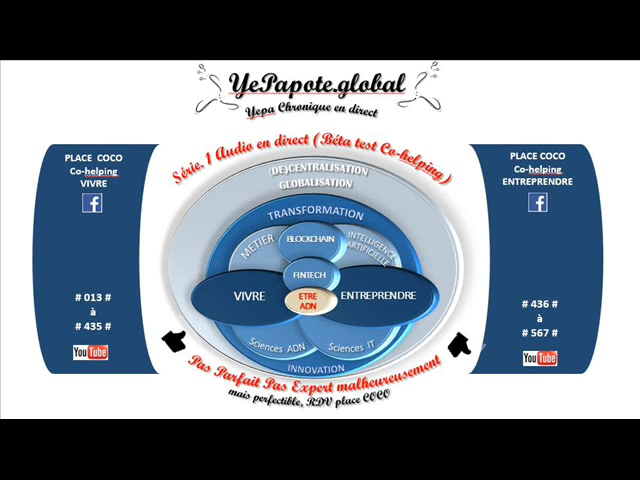 YePapote.global
Yepa Chronique en direct
Série, 1 Audio en direct (Béta test Co-helping)
PLACE COCO
Co-helping
VIVRE
# 013 #
à
# 435 #
YouTube
(DE)CENTRALISATION
GLOBALISATION
TRANSFORMATION
METIER
BLOCKCHAIN
INTELLIGENCE
ARTIFICIELLE
FINTECH
VIVRE
ETRE
ADN
ENTREPRENDRE
Sciences ADN
Sciences IT
INNOVATION
PLACE COCO
Co-helping
ENTREPRENDRE
# 436 #
à
# 567 #
YouTube
Pas Parfait Pas Expert malheureusement
mais perfectible, RDV place COCO